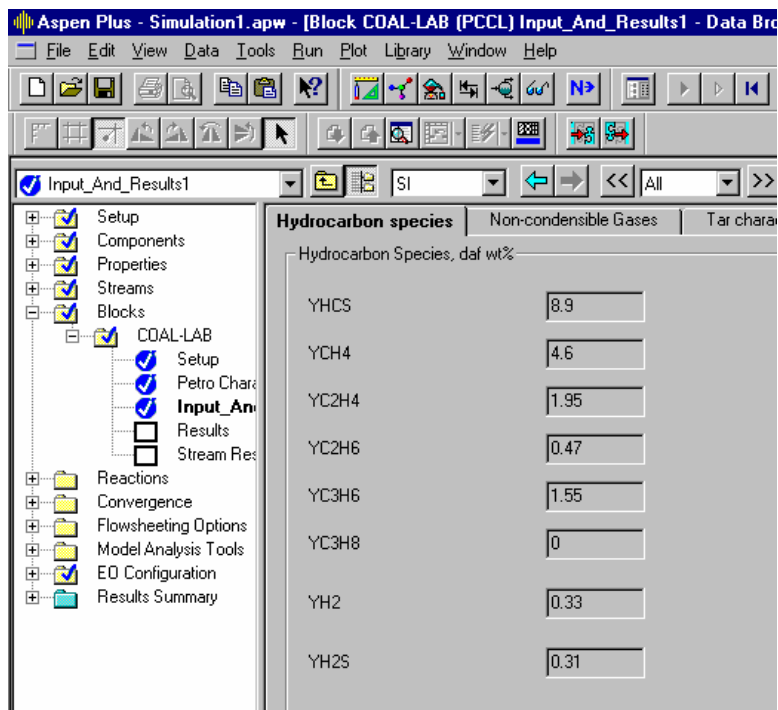 Aspen Plus - Simulation1.apw - [Block COAL-LAB (PCCL) Input_And_Results1 - Data Bro
File Edit View Data Tools Run Plot Library Window Help
N>
Input_And_Results1 SI << All >>
Setup
Components
Properties
Streams
Blocks
COAL-LAB
Setup
Petro Chara
Input_An
Results
Stream Res
Reactions
Convergence
Flowsheeting Options
Model Analysis Tools
EO Configuration
Results Summary
Hydrocarbon species Non-condensible Gases Tar charac
Hydrocarbon Species, daf wt%
YHCS 8.9
YCH4 4.6
YC2H4 1.95
YC2H6 0.47
YC3H6 1.55
YC3H8 0
YH2 0.33
YH2S 0.31